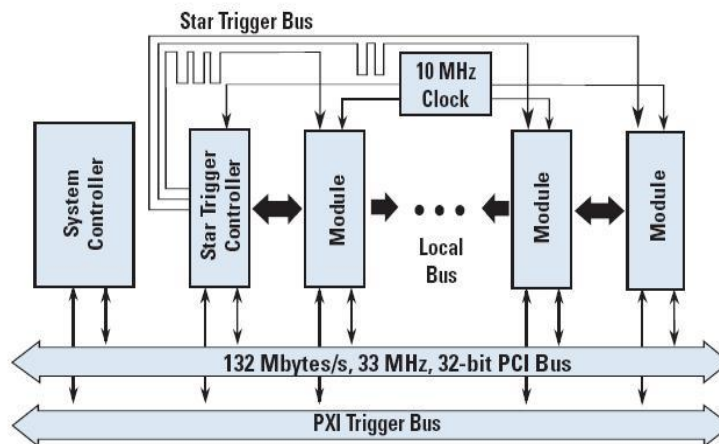 Star Trigger Bus
10 MHz
Clock
System
Controller
Star Trigger
Controller
Module
Local
Bus
Module
Module
132 Mbytes/s, 33 MHz, 32-bit PCI Bus
PXI Trigger Bus